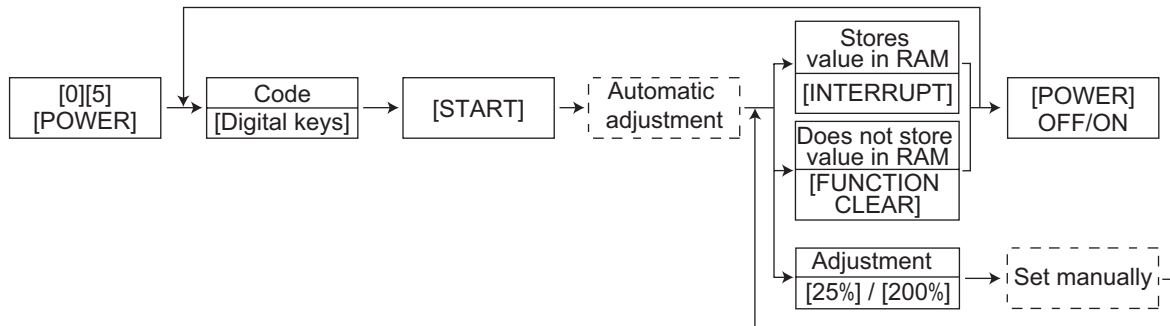 [0][5]
[POWER]
Code
[Digital keys]
[START]
Automatic
adjustment
Stores
value in RAM
[INTERRUPT]
Does not store
value in RAM
[FUNCTION
CLEAR]
Adjustment
[25%] / [200%]
Set manually
[POWER]
OFF/ON